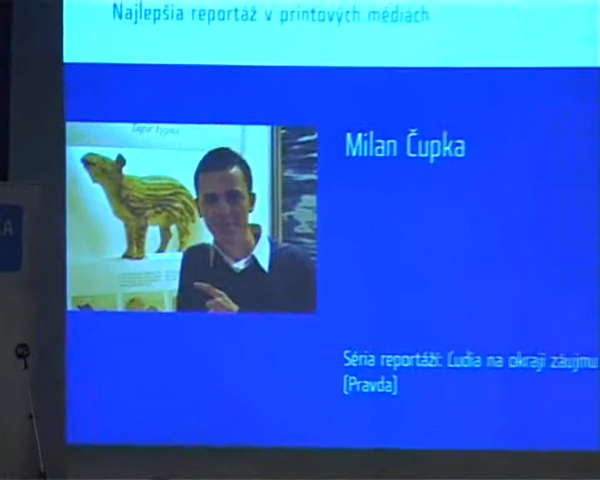 Najlepšia reportáž v printových médiách
Milan Čupka
Séria reportáží: Ľudia na okraji záujmu
(Pravda)